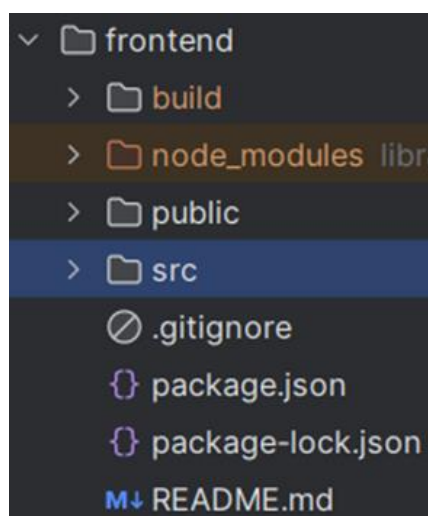 frontend
build
node_modules
public
src
.gitignore
package.json
package-lock.json
M↓ README.md